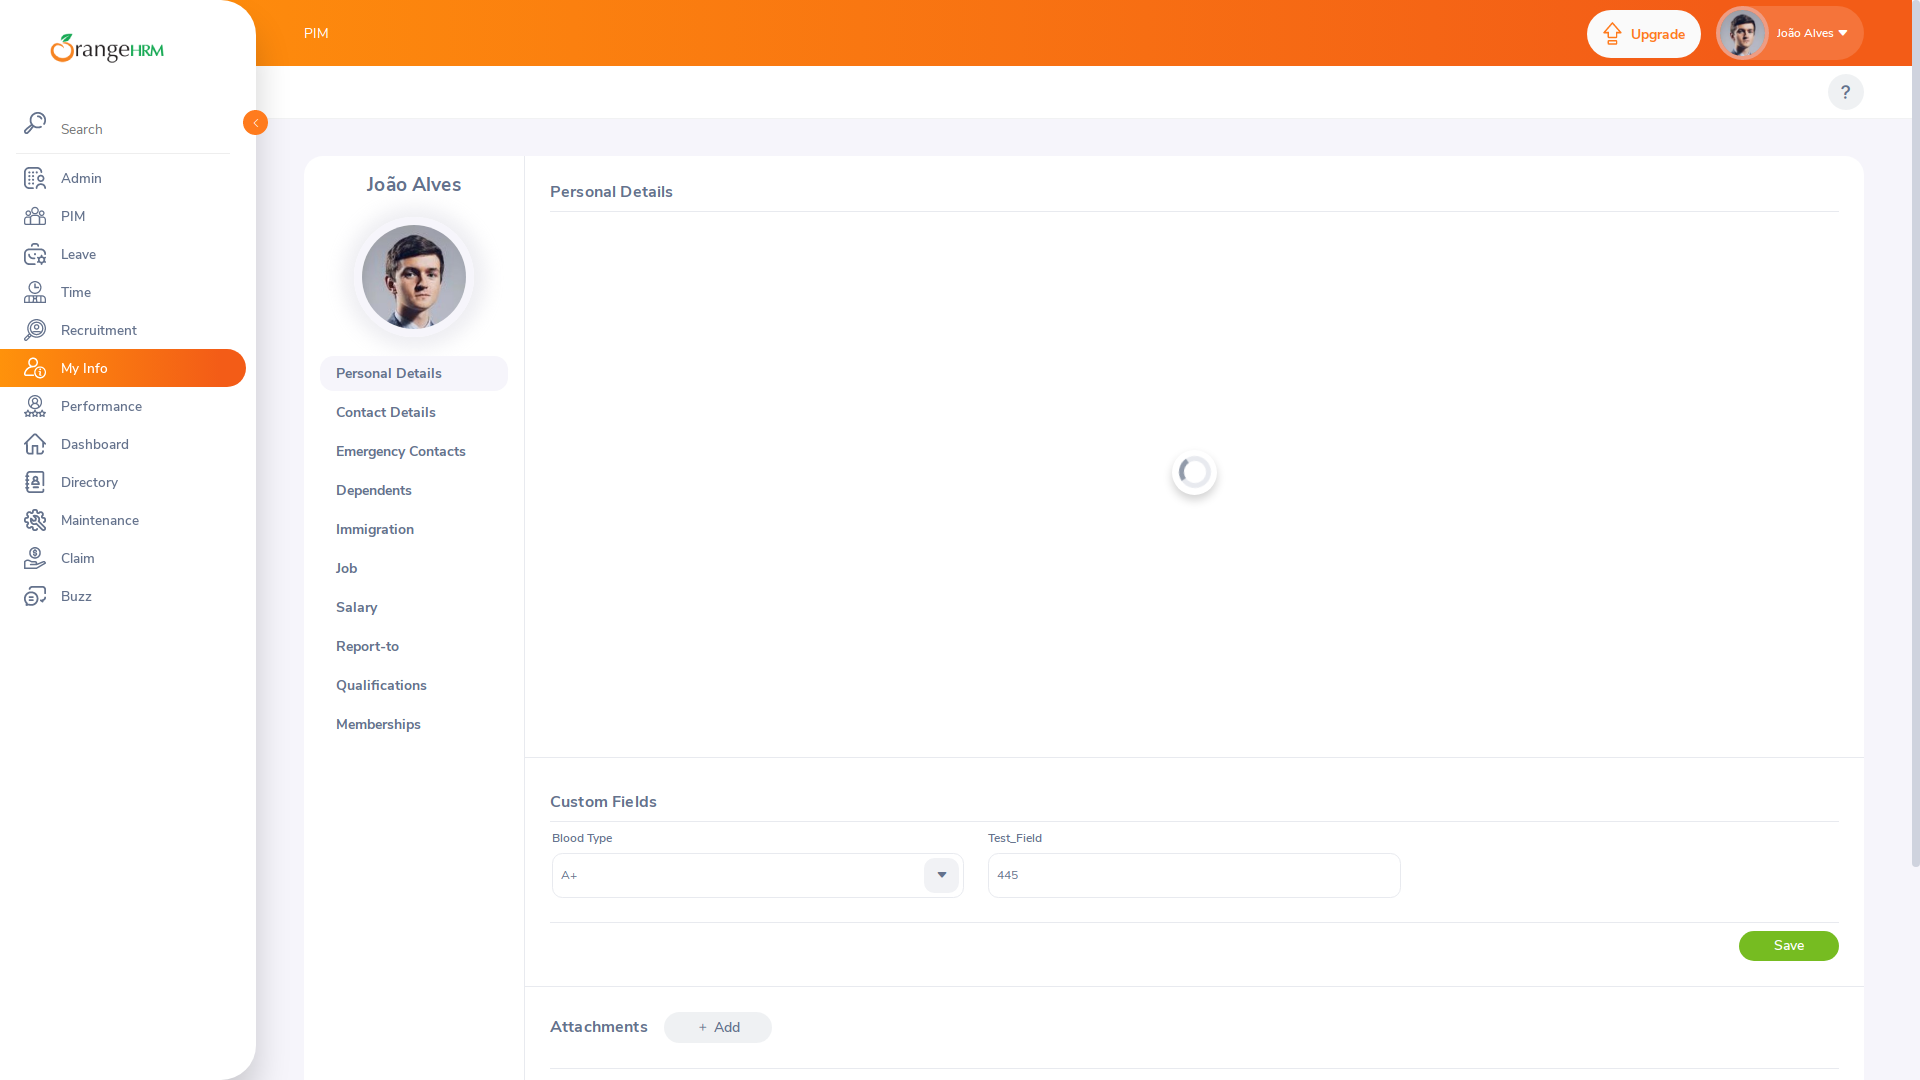 OrangeHRM
Search
Admin
PIM
Leave
Time
Recruitment
My Info
Performance
Dashboard
Directory
Maintenance
Claim
Buzz
PIM
Upgrade
João Alves
?
João Alves
Personal Details
Contact Details
Emergency Contacts
Dependents
Immigration
Job
Salary
Report-to
Qualifications
Memberships
Personal Details
Custom Fields
Blood Type
Test_Field
A+
445
Save
Attachments
+ Add